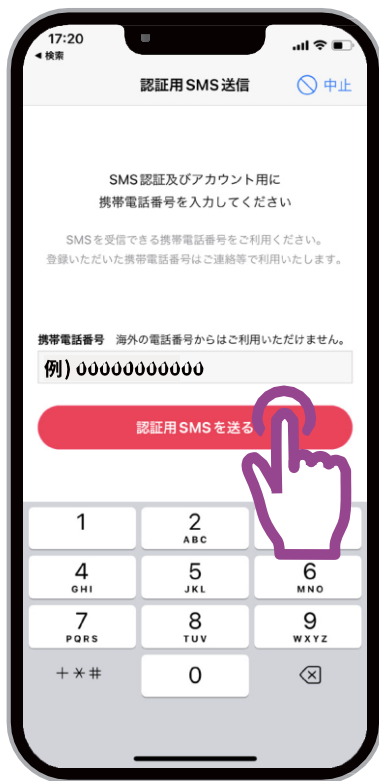 17:20
◀ 検索
認証用SMS送信
中止
SMS認証及びアカウント用に
携帯電話番号を入力してください
SMSを受信できる携帯電話番号をご利用ください。
登録いただいた携帯電話番号はご連絡等で利用いたします。
携帯電話番号 海外の電話番号からはご利用いただけません。
例) 00000000000
認証用SMSを送る
1
2
ABC
4
GHI
5
JKL
6
MNO
7
PQRS
8
TUV
9
WXYZ
+*#
0